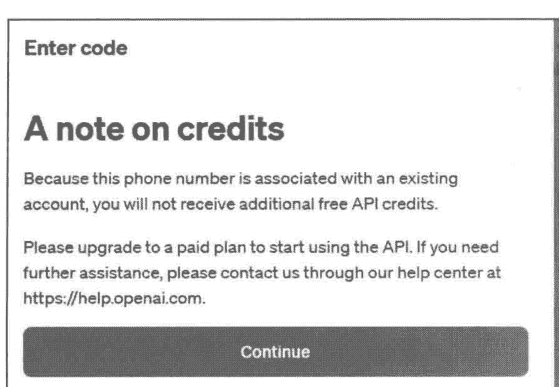 Enter code
A note on credits
Because this phone number is associated with an existing
account, you will not receive additional free API credits.
Please upgrade to a paid plan to start using the API. If you need
further assistance, please contact us through our help center at
https://help.openai.com.
Continue